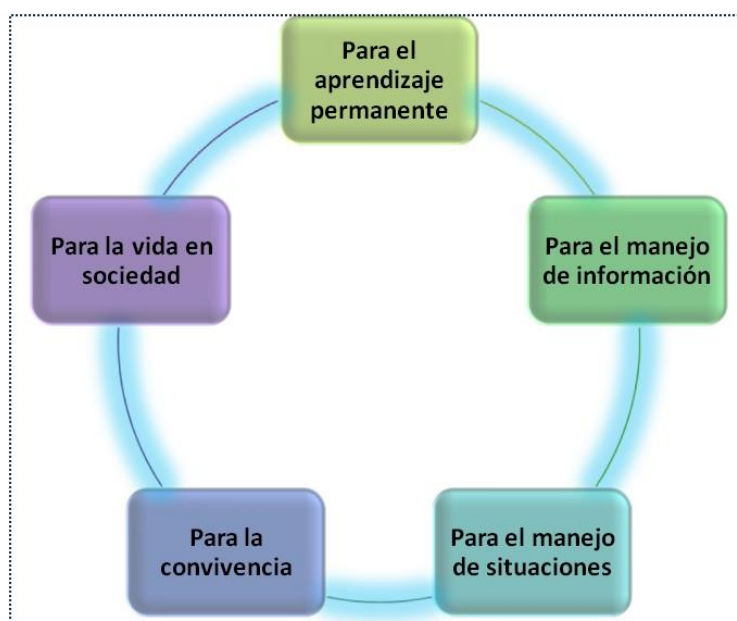 Para el
aprendizaje
permanente
Para el manejo
de información
Para el manejo
de situaciones
Para la
convivencia
Para la vida en
sociedad